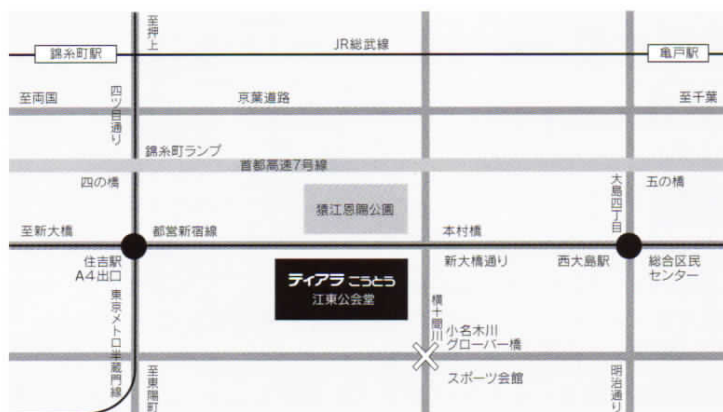 至押上
JR総武線
錦糸町駅
亀戸駅
至両国
四ツ目通り
京葉道路
至千葉
錦糸町ランプ
首都高速7号線
四の橋
大島四丁目
五の橋
猿江恩賜公園
至新大橋
都営新宿線
本村橋
住吉駅
A4出口
ティアラこうとう
江東公会堂
新大橋通り
西大島駅
総合区民
センター
東京メトロ半蔵門線
横十間川
小名木川
グローバー橋
至東陽町
スポーツ会館
明治通り